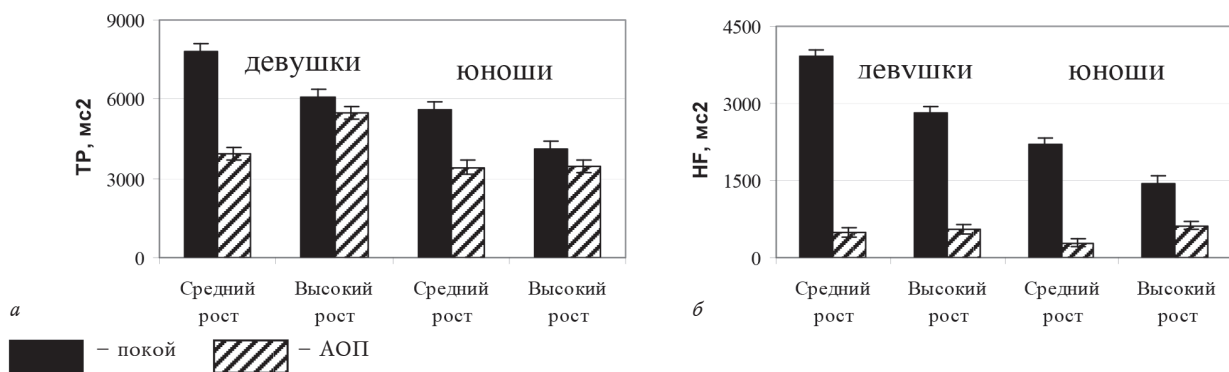 9000
6000
3000
0
ТР, мс2
девушки
юноши
Средний рост
Высокий рост
Средний рост
Высокий рост
а
4500
3000
1500
0
HF, мс2
девушки
юноши
Средний рост
Высокий рост
Средний рост
Высокий рост
б
– покой
– АОП